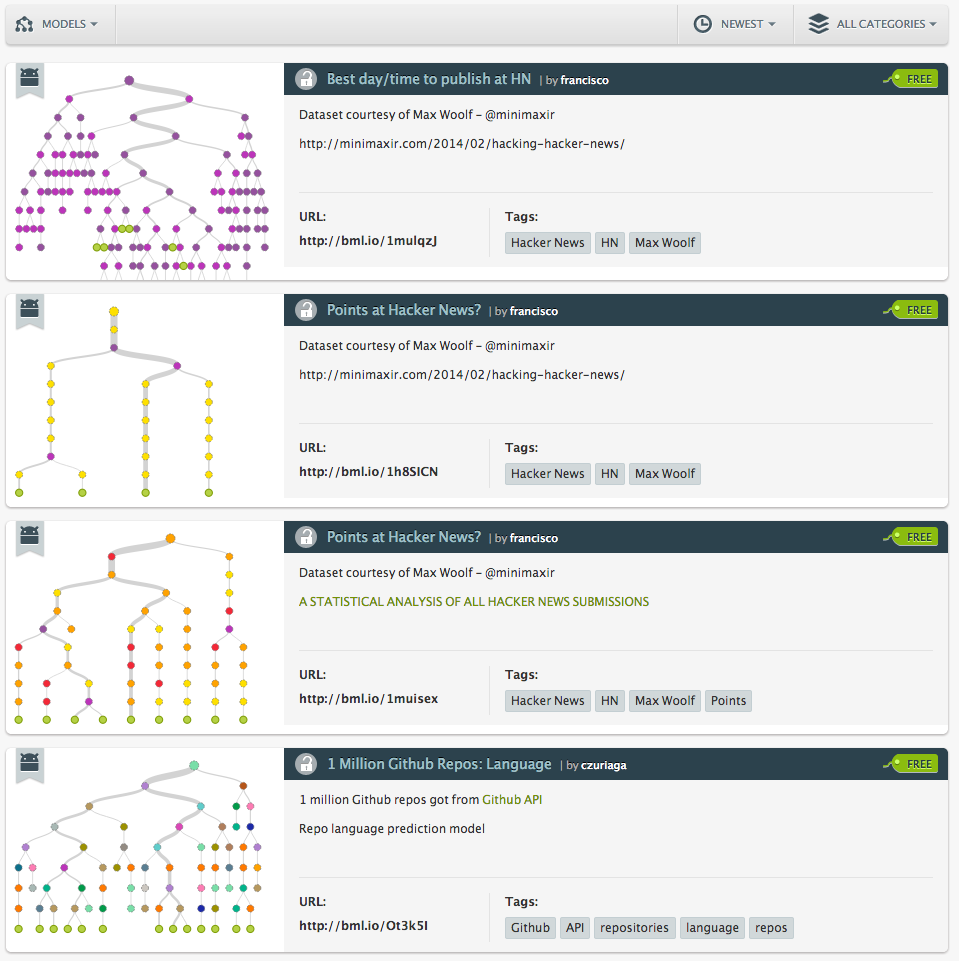 MODELS NEWEST ALL CATEGORIES
Best day/time to publish at HN | by francisco FREE
Dataset courtesy of Max Woolf - @minimaxir
http://minimaxir.com/2014/02/hacking-hacker-news/
URL: Tags:
http://bml.io/1mulqzJ Hacker News HN Max Woolf
Points at Hacker News? | by francisco FREE
Dataset courtesy of Max Woolf - @minimaxir
http://minimaxir.com/2014/02/hacking-hacker-news/
URL: Tags:
http://bml.io/1h8SICN Hacker News HN Max Woolf
Points at Hacker News? | by francisco FREE
Dataset courtesy of Max Woolf - @minimaxir
A STATISTICAL ANALYSIS OF ALL HACKER NEWS SUBMISSIONS
URL: Tags:
http://bml.io/1muisex Hacker News HN Max Woolf Points
1 Million Github Repos: Language | by czuriaga FREE
1 million Github repos got from Github API
Repo language prediction model
URL: Tags:
http://bml.io/Ot3k5I Github API repositories language repos